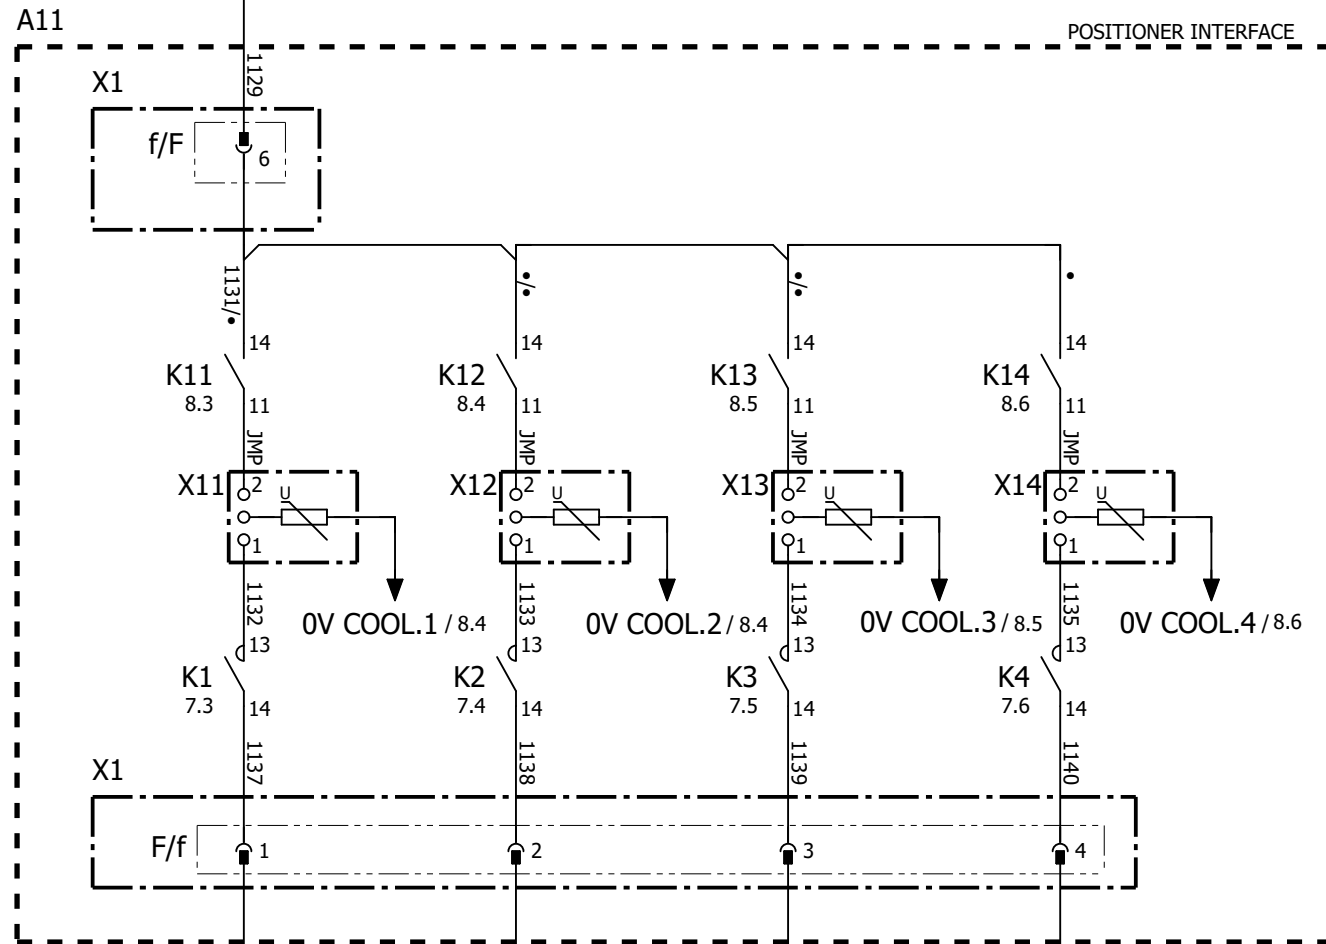 A11
POSITIONER INTERFACE
1129
X1
f/F
6
1131/•
•/•
•/•
•
14
14
14
14
K11
K12
K13
K14
8.3
8.4
8.5
8.6
11
11
11
11
JMP
JMP
JMP
JMP
X11
X12
X13
X14
2
2
2
2
U
U
U
U
1
1
1
1
1132
1133
1134
1135
0V COOL.1 / 8.4
0V COOL.2 / 8.4
0V COOL.3 / 8.5
0V COOL.4 / 8.6
13
13
13
13
K1
K2
K3
K4
7.3
7.4
7.5
7.6
14
14
14
14
1137
1138
1139
1140
X1
F/f
1
2
3
4